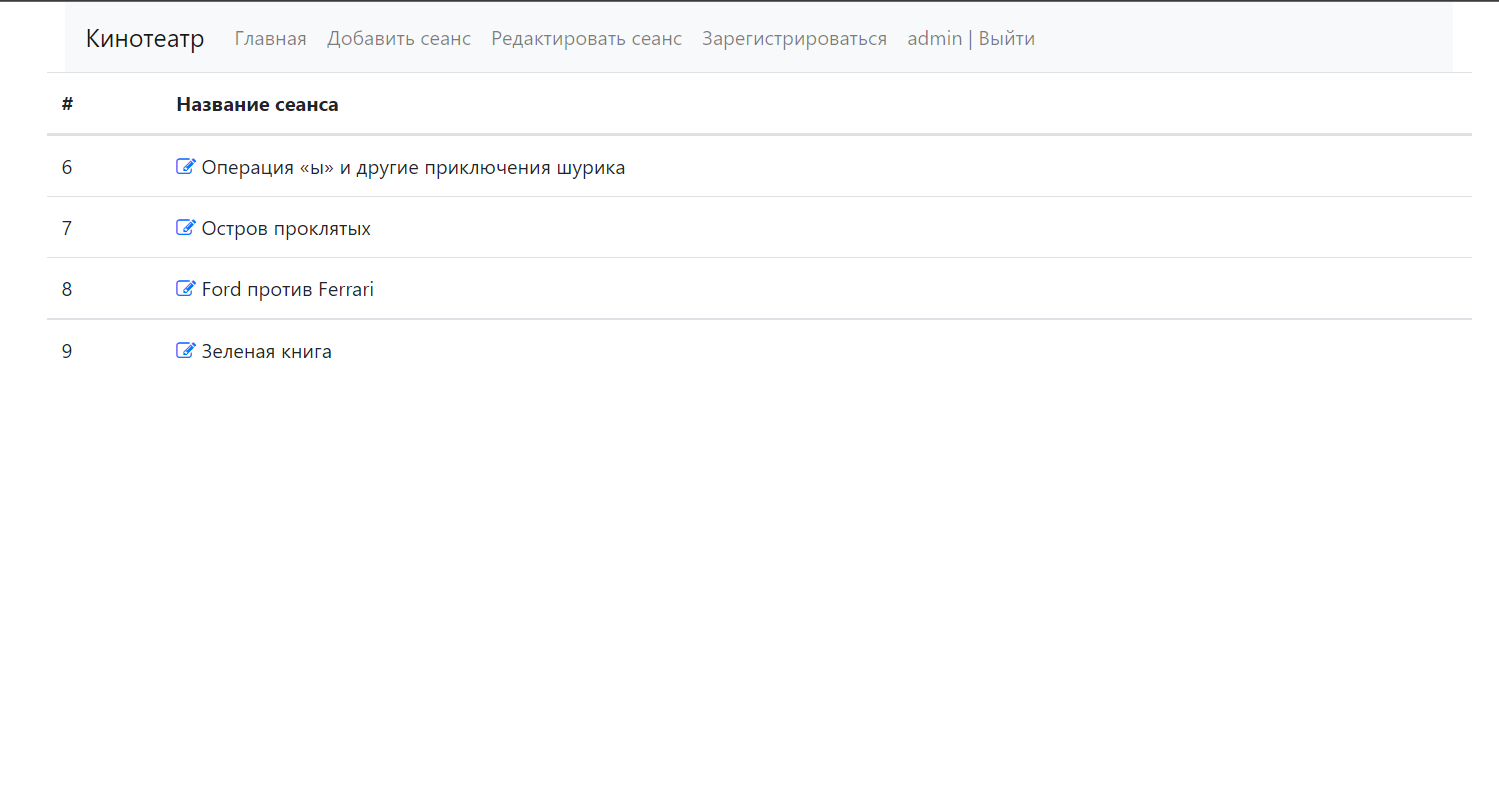 Кинотеатр Главная Добавить сеанс Редактировать сеанс Зарегистрироваться admin | Выйти
# Название сеанса
6 Операция «ы» и другие приключения шурика
7 Остров проклятых
8 Ford против Ferrari
9 Зеленая книга